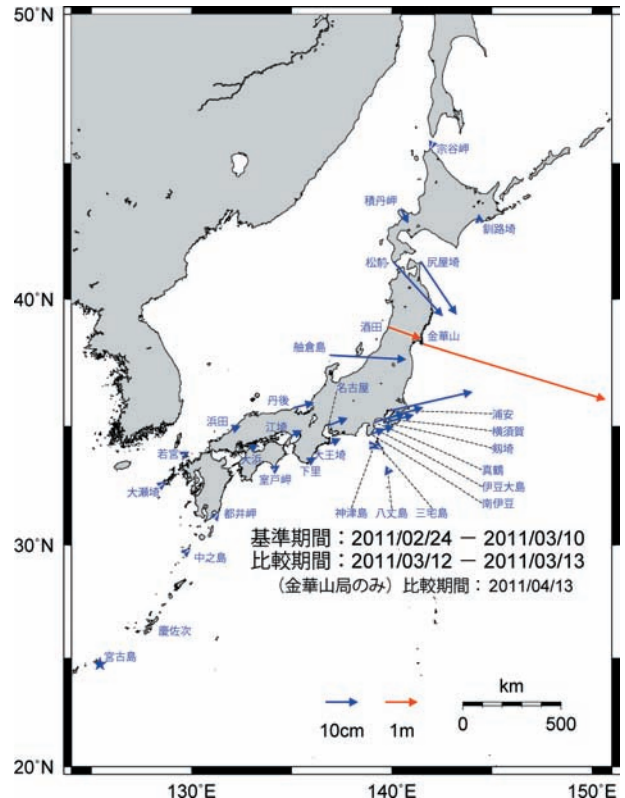 50°N
宗谷岬
積丹岬
釧路埼
松前
尻屋埼
40°N
酒田
金華山
舳倉島
名古屋
丹後
浜田
江埼
浦安
横須賀
若宮
大浜
大王埼
剱埼
室戸岬
下里
真鶴
大瀬埼
伊豆大島
南伊豆
都井岬
神津島
八丈島
三宅島
基準期間：2011/02/24 － 2011/03/10
30°N
比較期間：2011/03/12 － 2011/03/13
中之島
（金華山局のみ）比較期間：2011/04/13
慶佐次
宮古島
km
10cm
1m
0
500
20°N
130°E
140°E
150°E